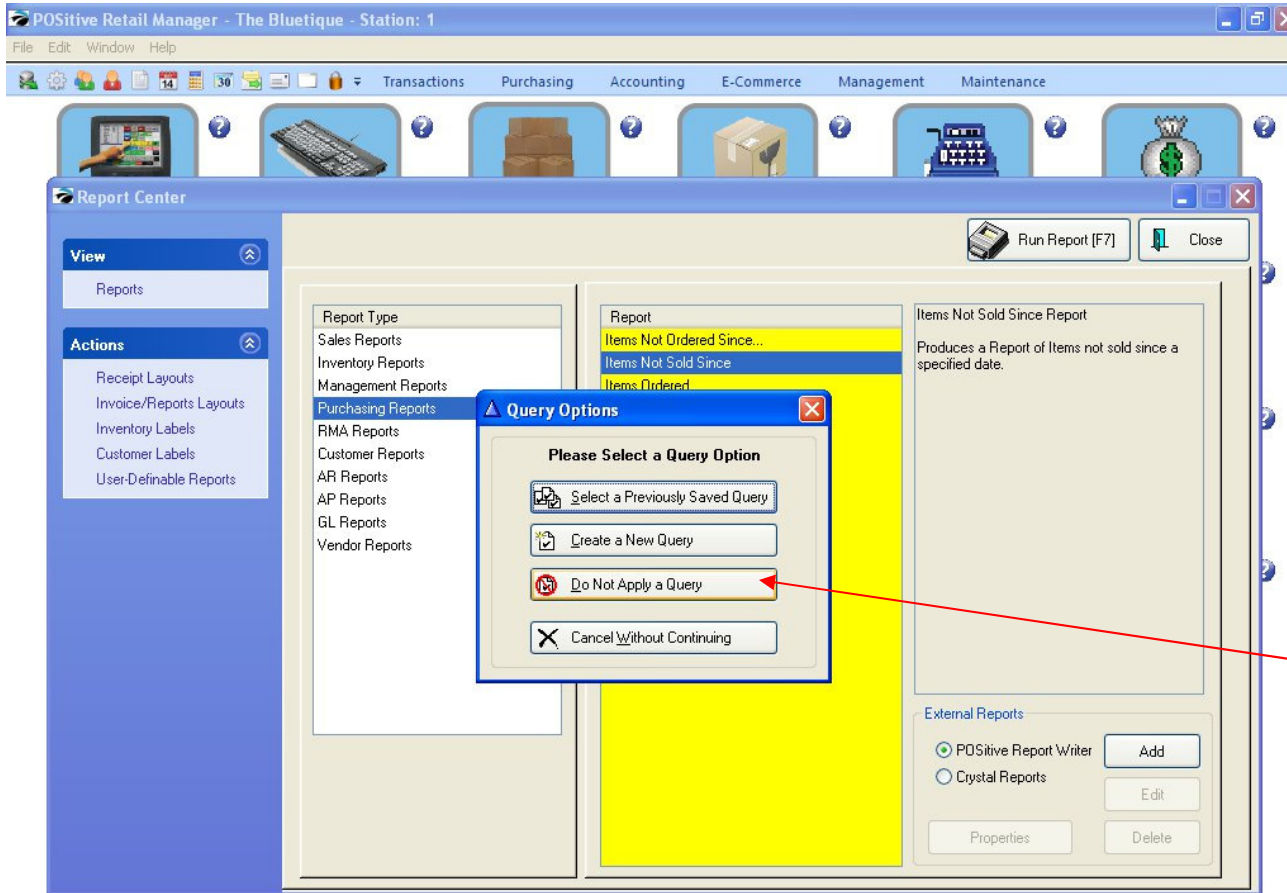 POSitive Retail Manager - The Bluetique - Station: 1
File Edit Window Help
14 30 Transactions Purchasing Accounting E-Commerce Management Maintenance
Report Center
Run Report [F7] Close
View
Reports
Actions
Receipt Layouts
Invoice/Reports Layouts
Inventory Labels
Customer Labels
User-Definable Reports
Report Type
Sales Reports
Inventory Reports
Management Reports
Purchasing Reports
RMA Reports
Customer Reports
AR Reports
AP Reports
GL Reports
Vendor Reports
Report
Items Not Ordered Since...
Items Not Sold Since
Items Ordered
Items Not Sold Since Report
Produces a Report of Items not sold since a
specified date.
Query Options
Please Select a Query Option
Select a Previously Saved Query
Create a New Query
Do Not Apply a Query
Cancel Without Continuing
External Reports
POSitive Report Writer
Crystal Reports
Add
Edit
Properties
Delete